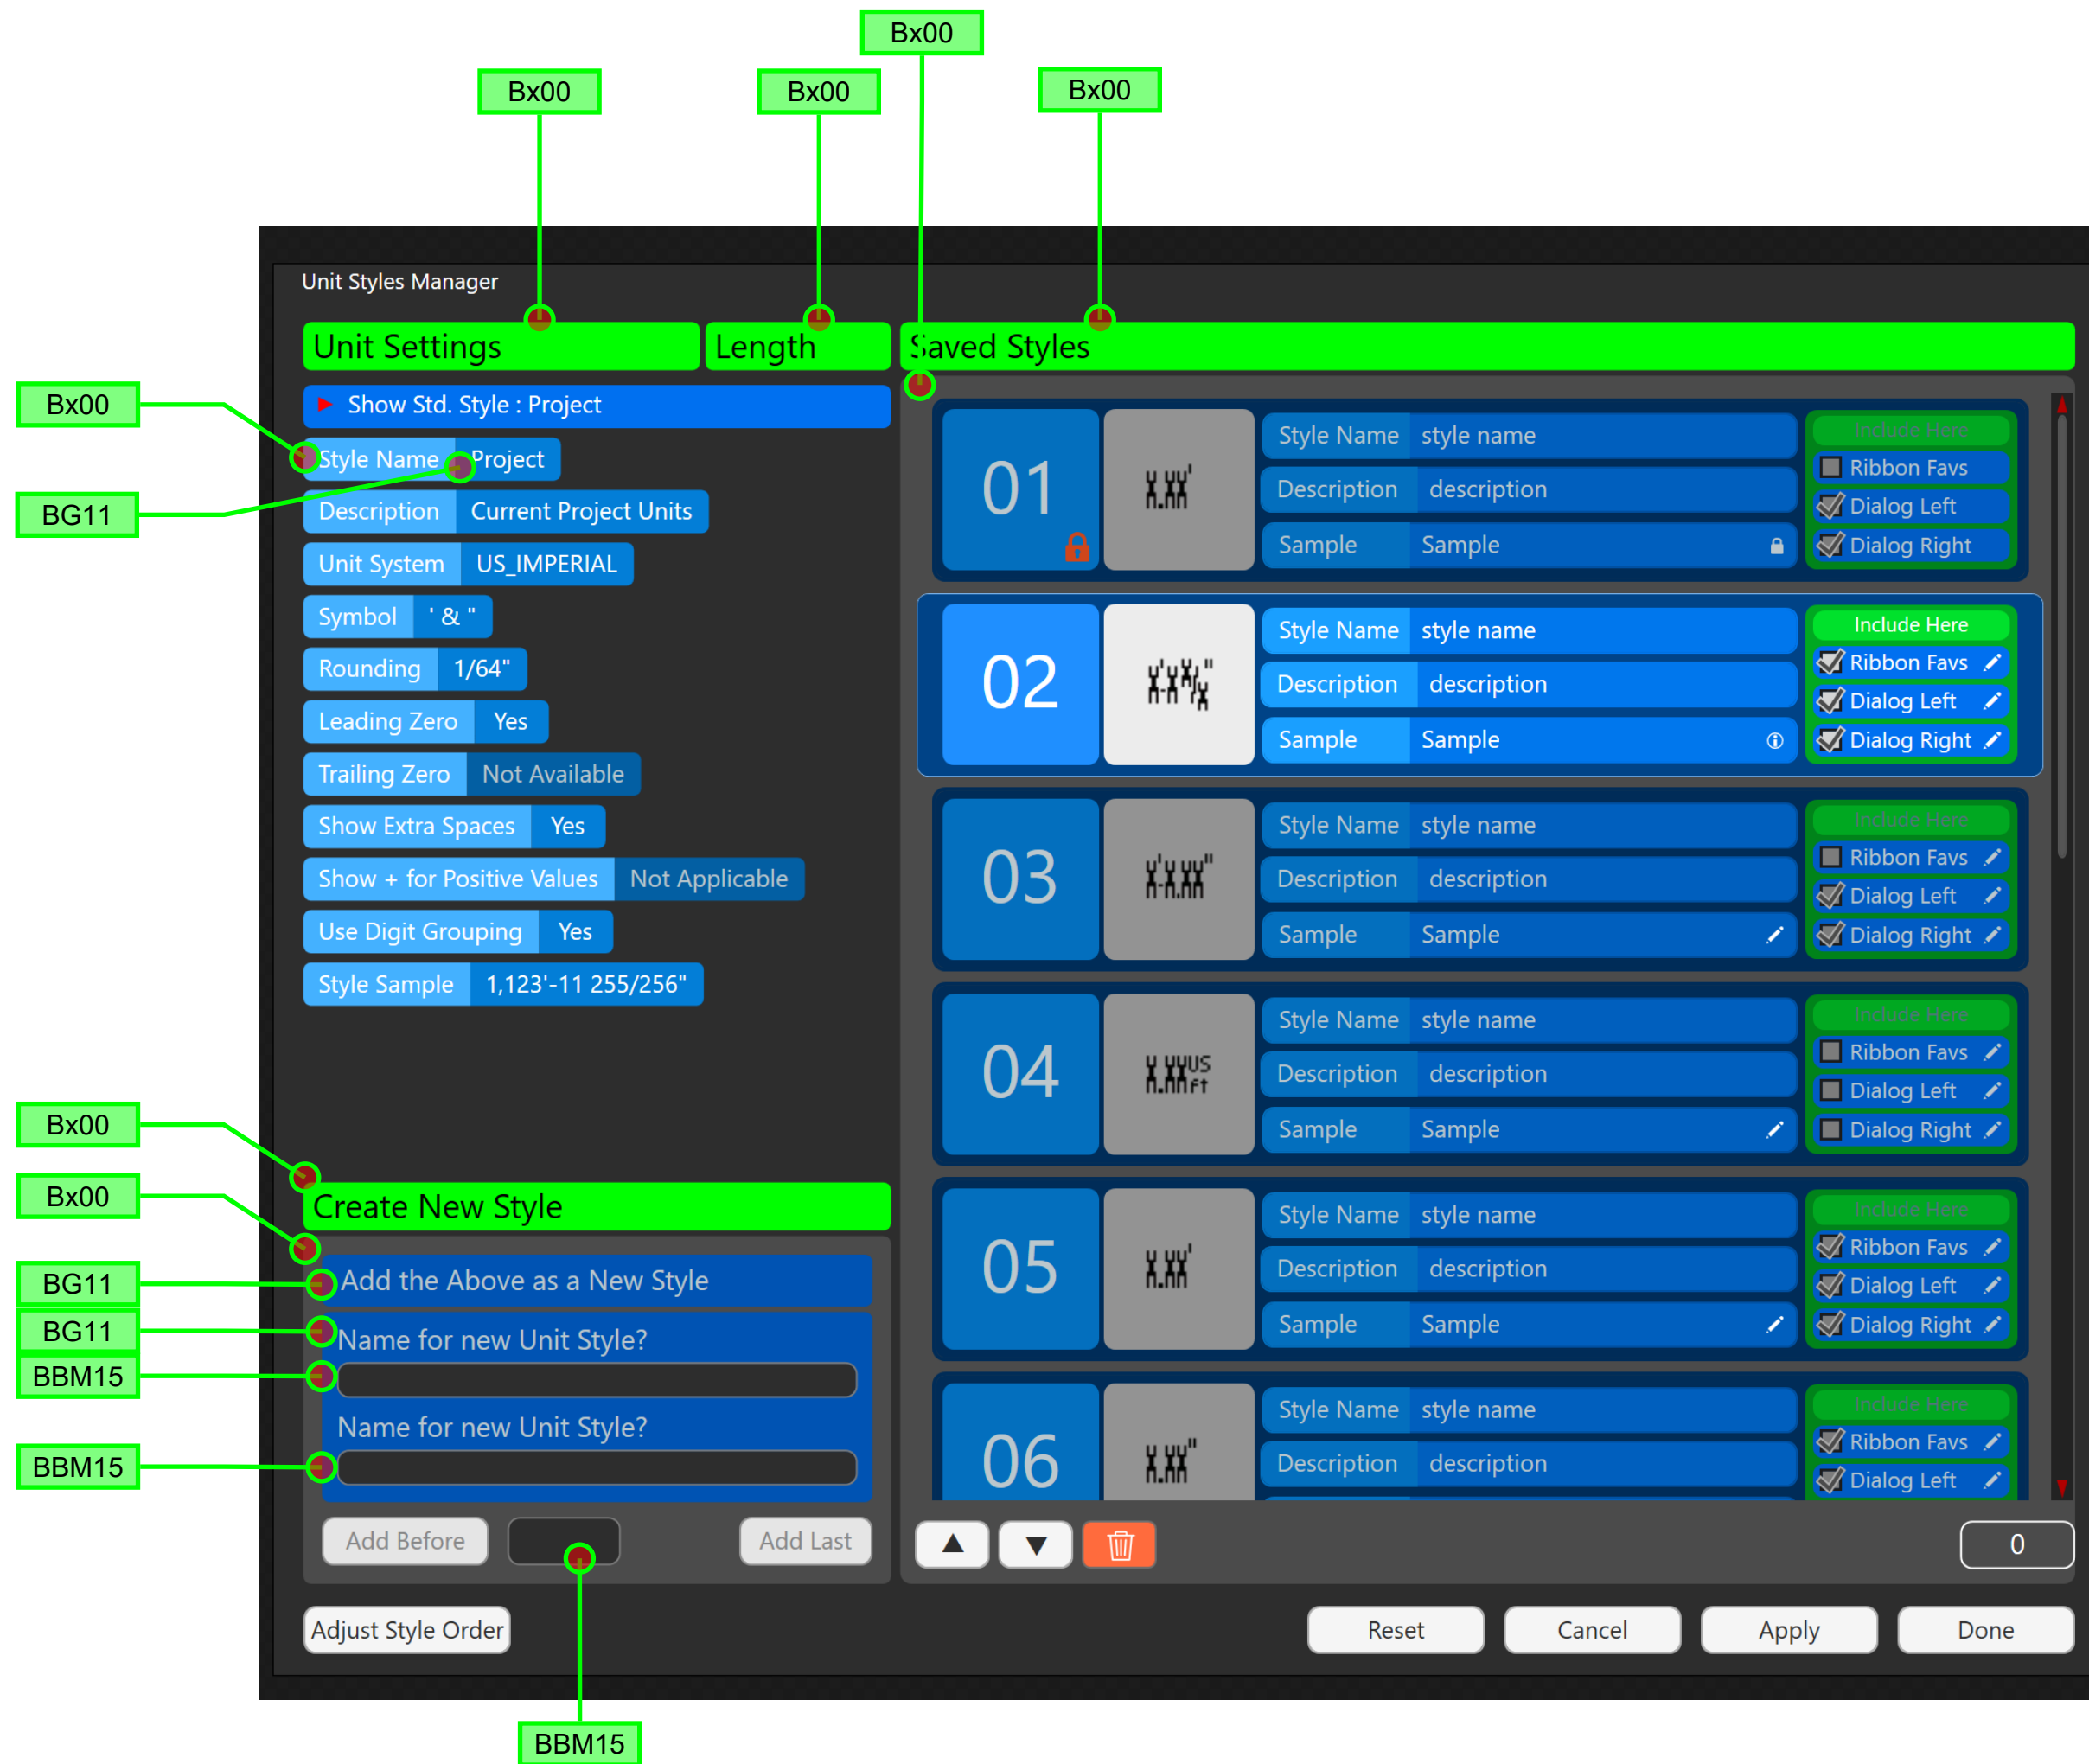 Bx00
Bx00
Bx00
Bx00
Unit Styles Manager
Unit Settings
Length
Saved Styles
Bx00
BG11
Show Std. Style : Project
Style Name Project
Description Current Project Units
Unit System US_IMPERIAL
Symbol ' & "
Rounding 1/64"
Leading Zero Yes
Trailing Zero Not Available
Show Extra Spaces Yes
Show + for Positive Values Not Applicable
Use Digit Grouping Yes
Style Sample 1,123'-11 255/256"
Bx00
Bx00
BG11
BG11
BBM15
BBM15
Create New Style
Add the Above as a New Style
Name for new Unit Style?
Name for new Unit Style?
Add Before
Add Last
Adjust Style Order
BBM15
01
X.XX'
Style Name style name
Description description
Sample Sample
Include Here
Ribbon Favs
Dialog Left
Dialog Right
02
X'-X X/X"
Style Name style name
Description description
Sample Sample
Include Here
Ribbon Favs
Dialog Left
Dialog Right
03
X'-X.XX"
Style Name style name
Description description
Sample Sample
Include Here
Ribbon Favs
Dialog Left
Dialog Right
04
X.XX US ft
Style Name style name
Description description
Sample Sample
Include Here
Ribbon Favs
Dialog Left
Dialog Right
05
X.XX'
Style Name style name
Description description
Sample Sample
Include Here
Ribbon Favs
Dialog Left
Dialog Right
06
X.XX"
Style Name style name
Description description
Include Here
Ribbon Favs
Dialog Left
0
Reset
Cancel
Apply
Done